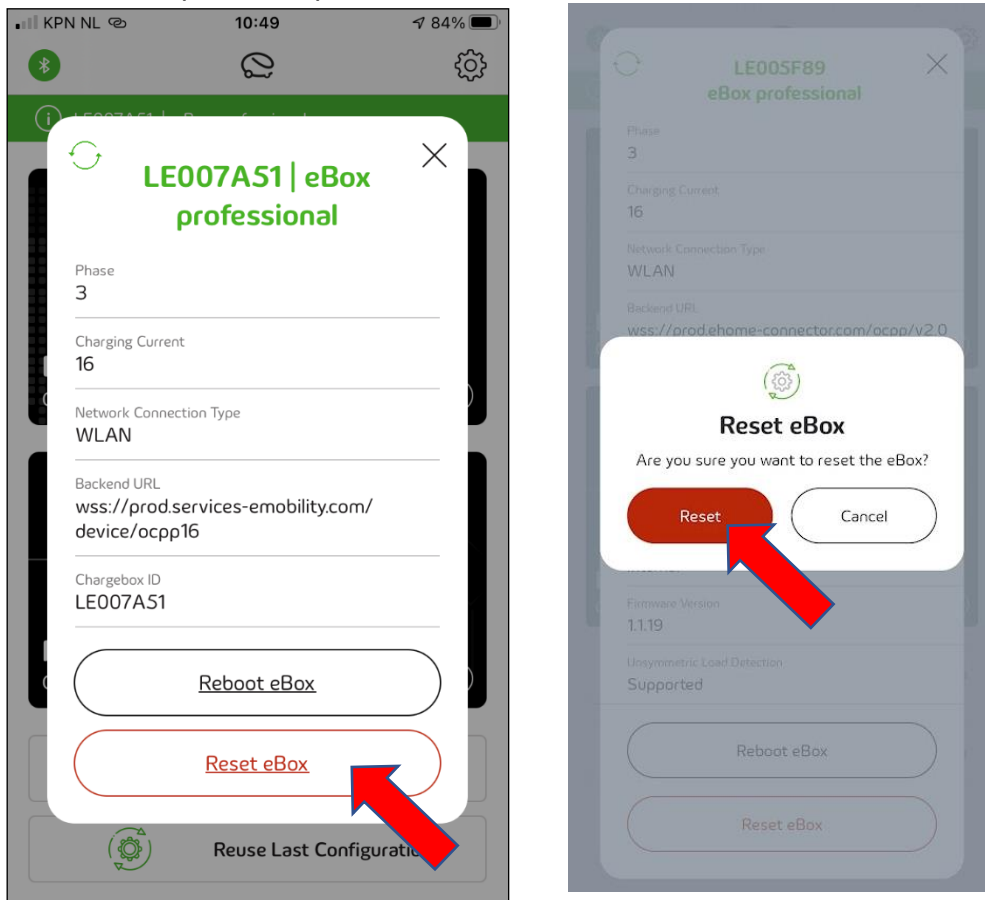 KPN NL
10:49
84%
LE007A51 | eBox
professional
Phase
3
Charging Current
16
Network Connection Type
WLAN
Backend URL
wss://prod.services-emobility.com/
device/ocpp16
Chargebox ID
LE007A51
Reboot eBox
Reset eBox
Reuse Last Configuratio
LE005F89
eBox professional
Phase
3
Charging Current
16
Network Connection Type
WLAN
Backend URL
wss://prod.ehome-connector.com/ocpp/v2.0
Reset eBox
Are you sure you want to reset the eBox?
Reset
Cancel
Firmware Version
1.1.19
Unsymmetric Load Detection
Supported
Reboot eBox
Reset eBox